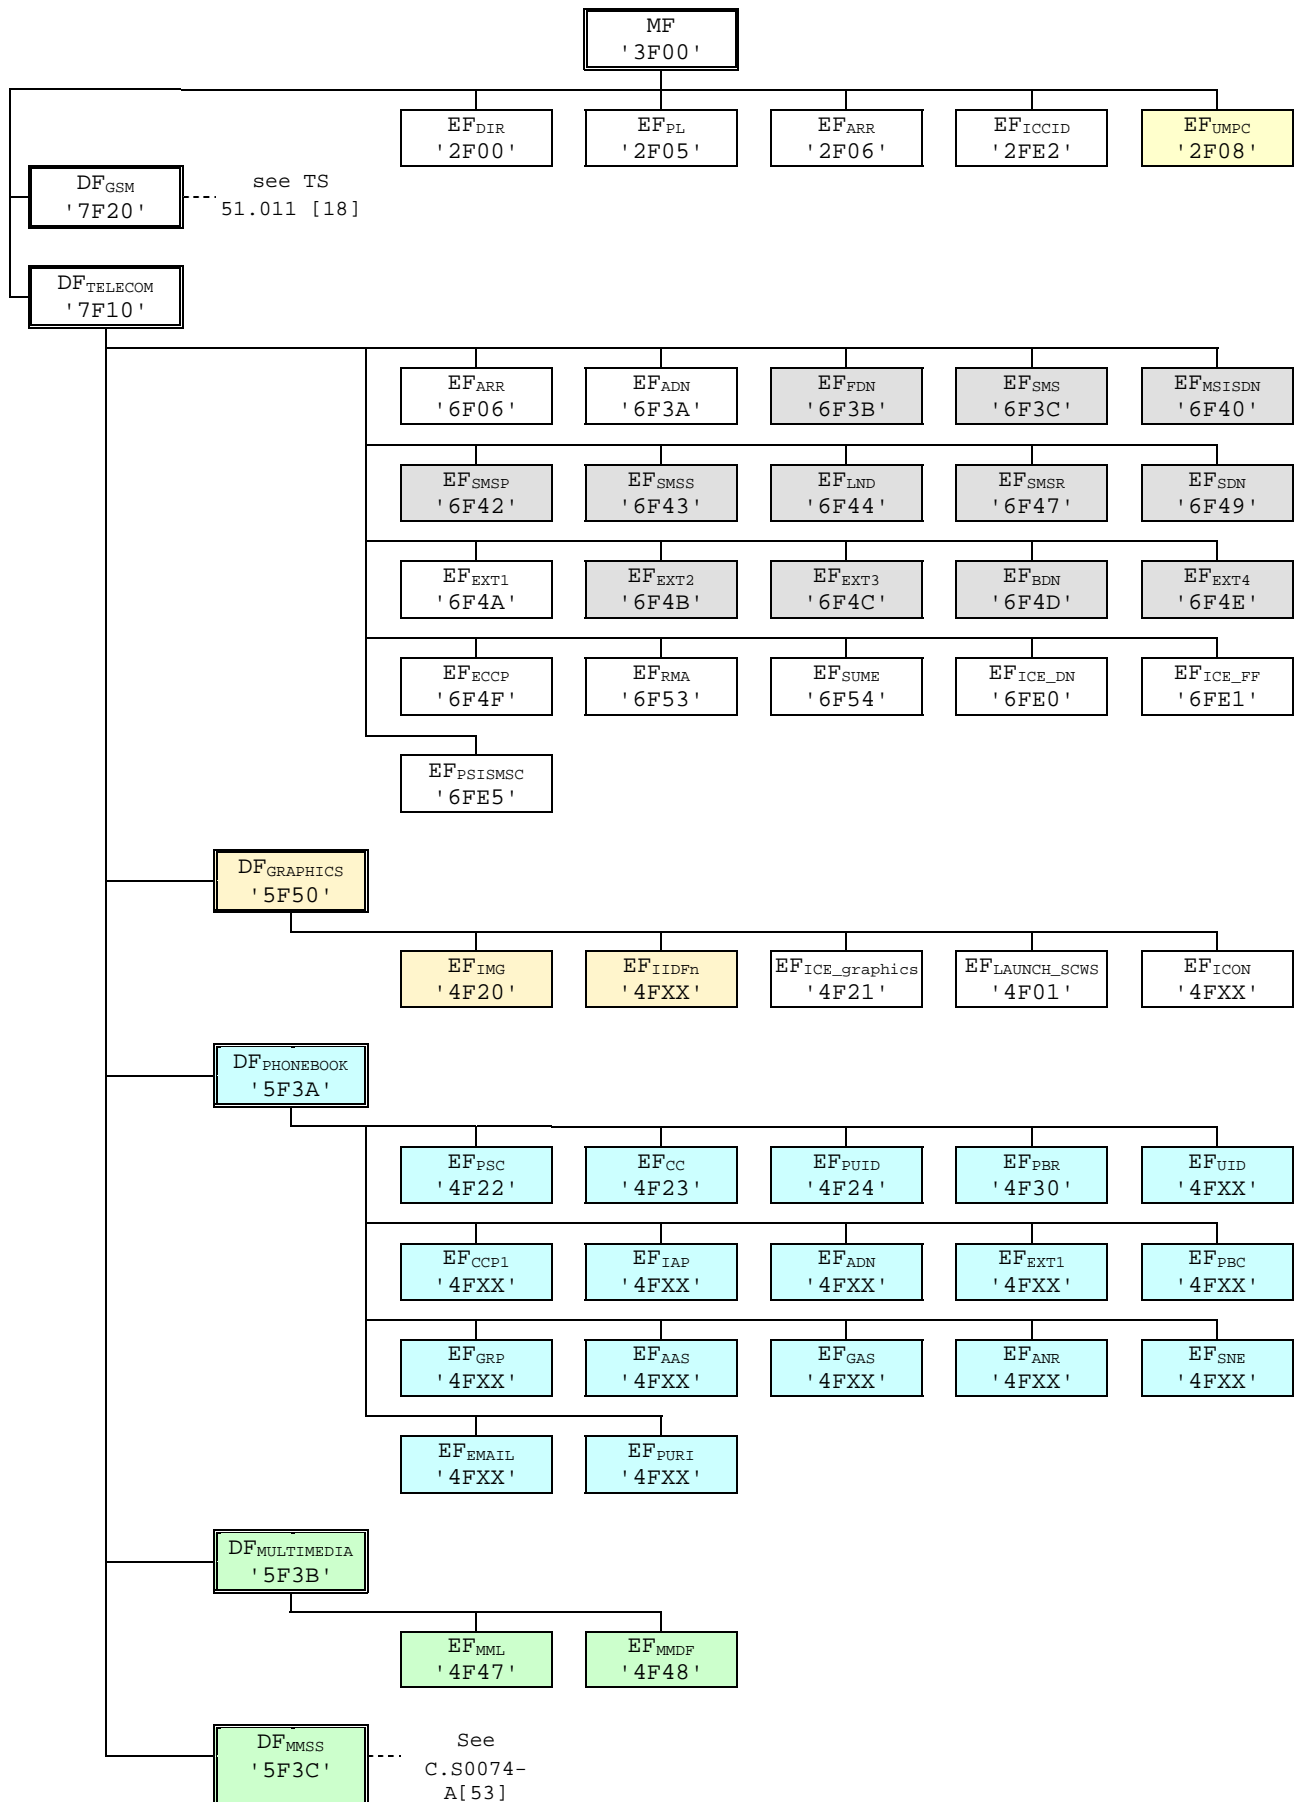 MF
'3F00'
EFDIR EFPL EFARR EFICCID EFUMPC
'2F00' '2F05' '2F06' '2FE2' '2F08'
DFGSM see TS
'7F20' 51.011 [18]
DFTELECOM
'7F10'
EFARR EFADN EFFDN EFSMS EFMSISDN
'6F06' '6F3A' '6F3B' '6F3C' '6F40'
EFSMSP EFSMSS EFLND EFSMSR EFSDN
'6F42' '6F43' '6F44' '6F47' '6F49'
EFEXT1 EFEXT2 EFEXT3 EFBDN EFEXT4
'6F4A' '6F4B' '6F4C' '6F4D' '6F4E'
EFECCP EFRMA EFSUME EFICE_DN EFICE_FF
'6F4F' '6F53' '6F54' '6FE0' '6FE1'
EFPSISMSC
'6FE5'
DFGRAPHICS
'5F50'
EFIMG EFIIDFn EFICE_graphics EFLAUNCH_SCWS EFICON
'4F20' '4FXX' '4F21' '4F01' '4FXX'
DFPHONEBOOK
'5F3A'
EFPSC EFCC EFPUID EFPBR EFUID
'4F22' '4F23' '4F24' '4F30' '4FXX'
EFCCP1 EFIAP EFADN EFEXT1 EFPBC
'4FXX' '4FXX' '4FXX' '4FXX' '4FXX'
EFGRP EFAAS EFGAS EFANR EFSNE
'4FXX' '4FXX' '4FXX' '4FXX' '4FXX'
EFEMAIL EFPURI
'4FXX' '4FXX'
DFMULTIMEDIA
'5F3B'
EFMML EFMMDF
'4F47' '4F48'
DFMMSS See
'5F3C' C.S0074-
A[53]